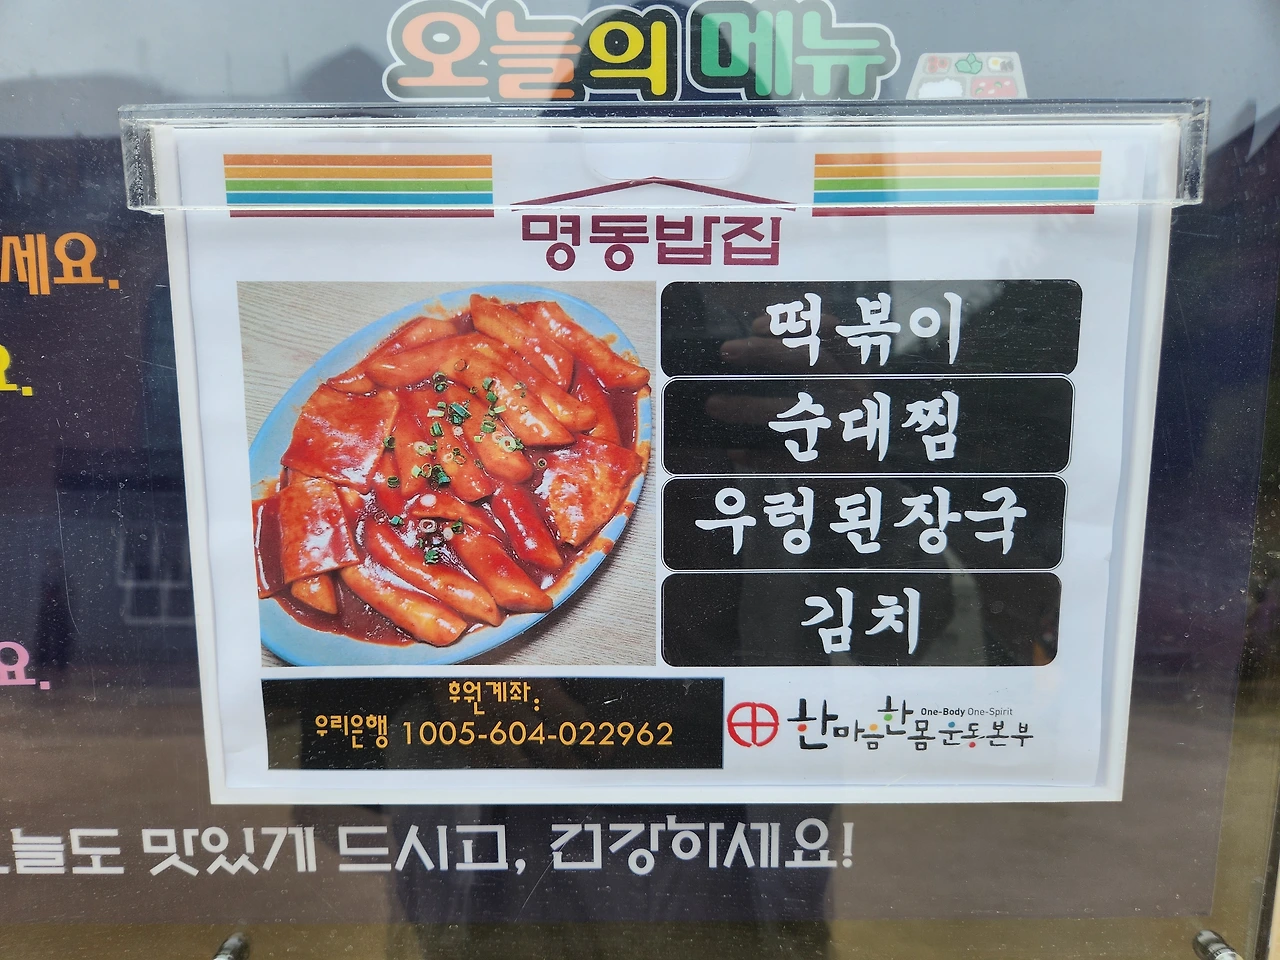 오늘의 메뉴
세요.
요.
요.
명동밥집
떡볶이
순대찜
우렁된장국
김치
후원계좌:
우리은행 1005-604-022962
One-Body One-Spirit
한마음한몸운동본부
오늘도 맛있게 드시고, 건강하세요!